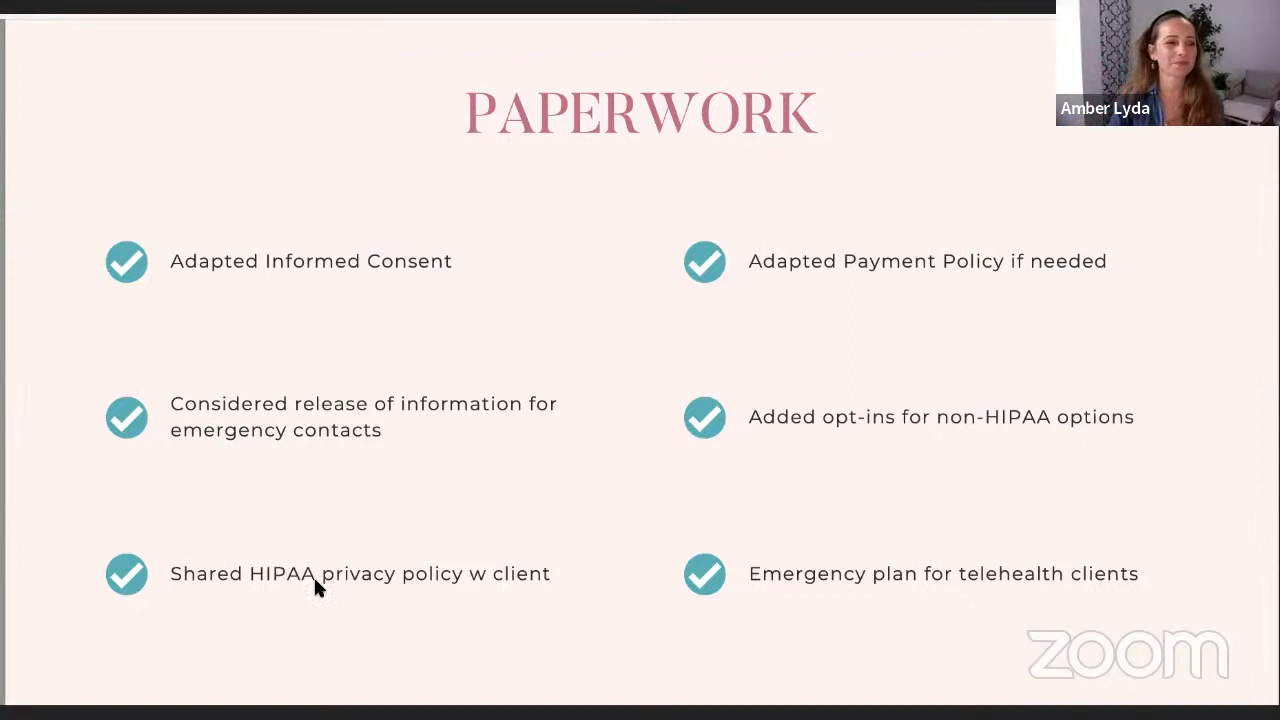 PAPERWORK
Amber Lyda
Adapted Informed Consent
Adapted Payment Policy if needed
Considered release of information for
emergency contacts
Added opt-ins for non-HIPAA options
Shared HIPAA privacy policy w client
Emergency plan for telehealth clients
zoom